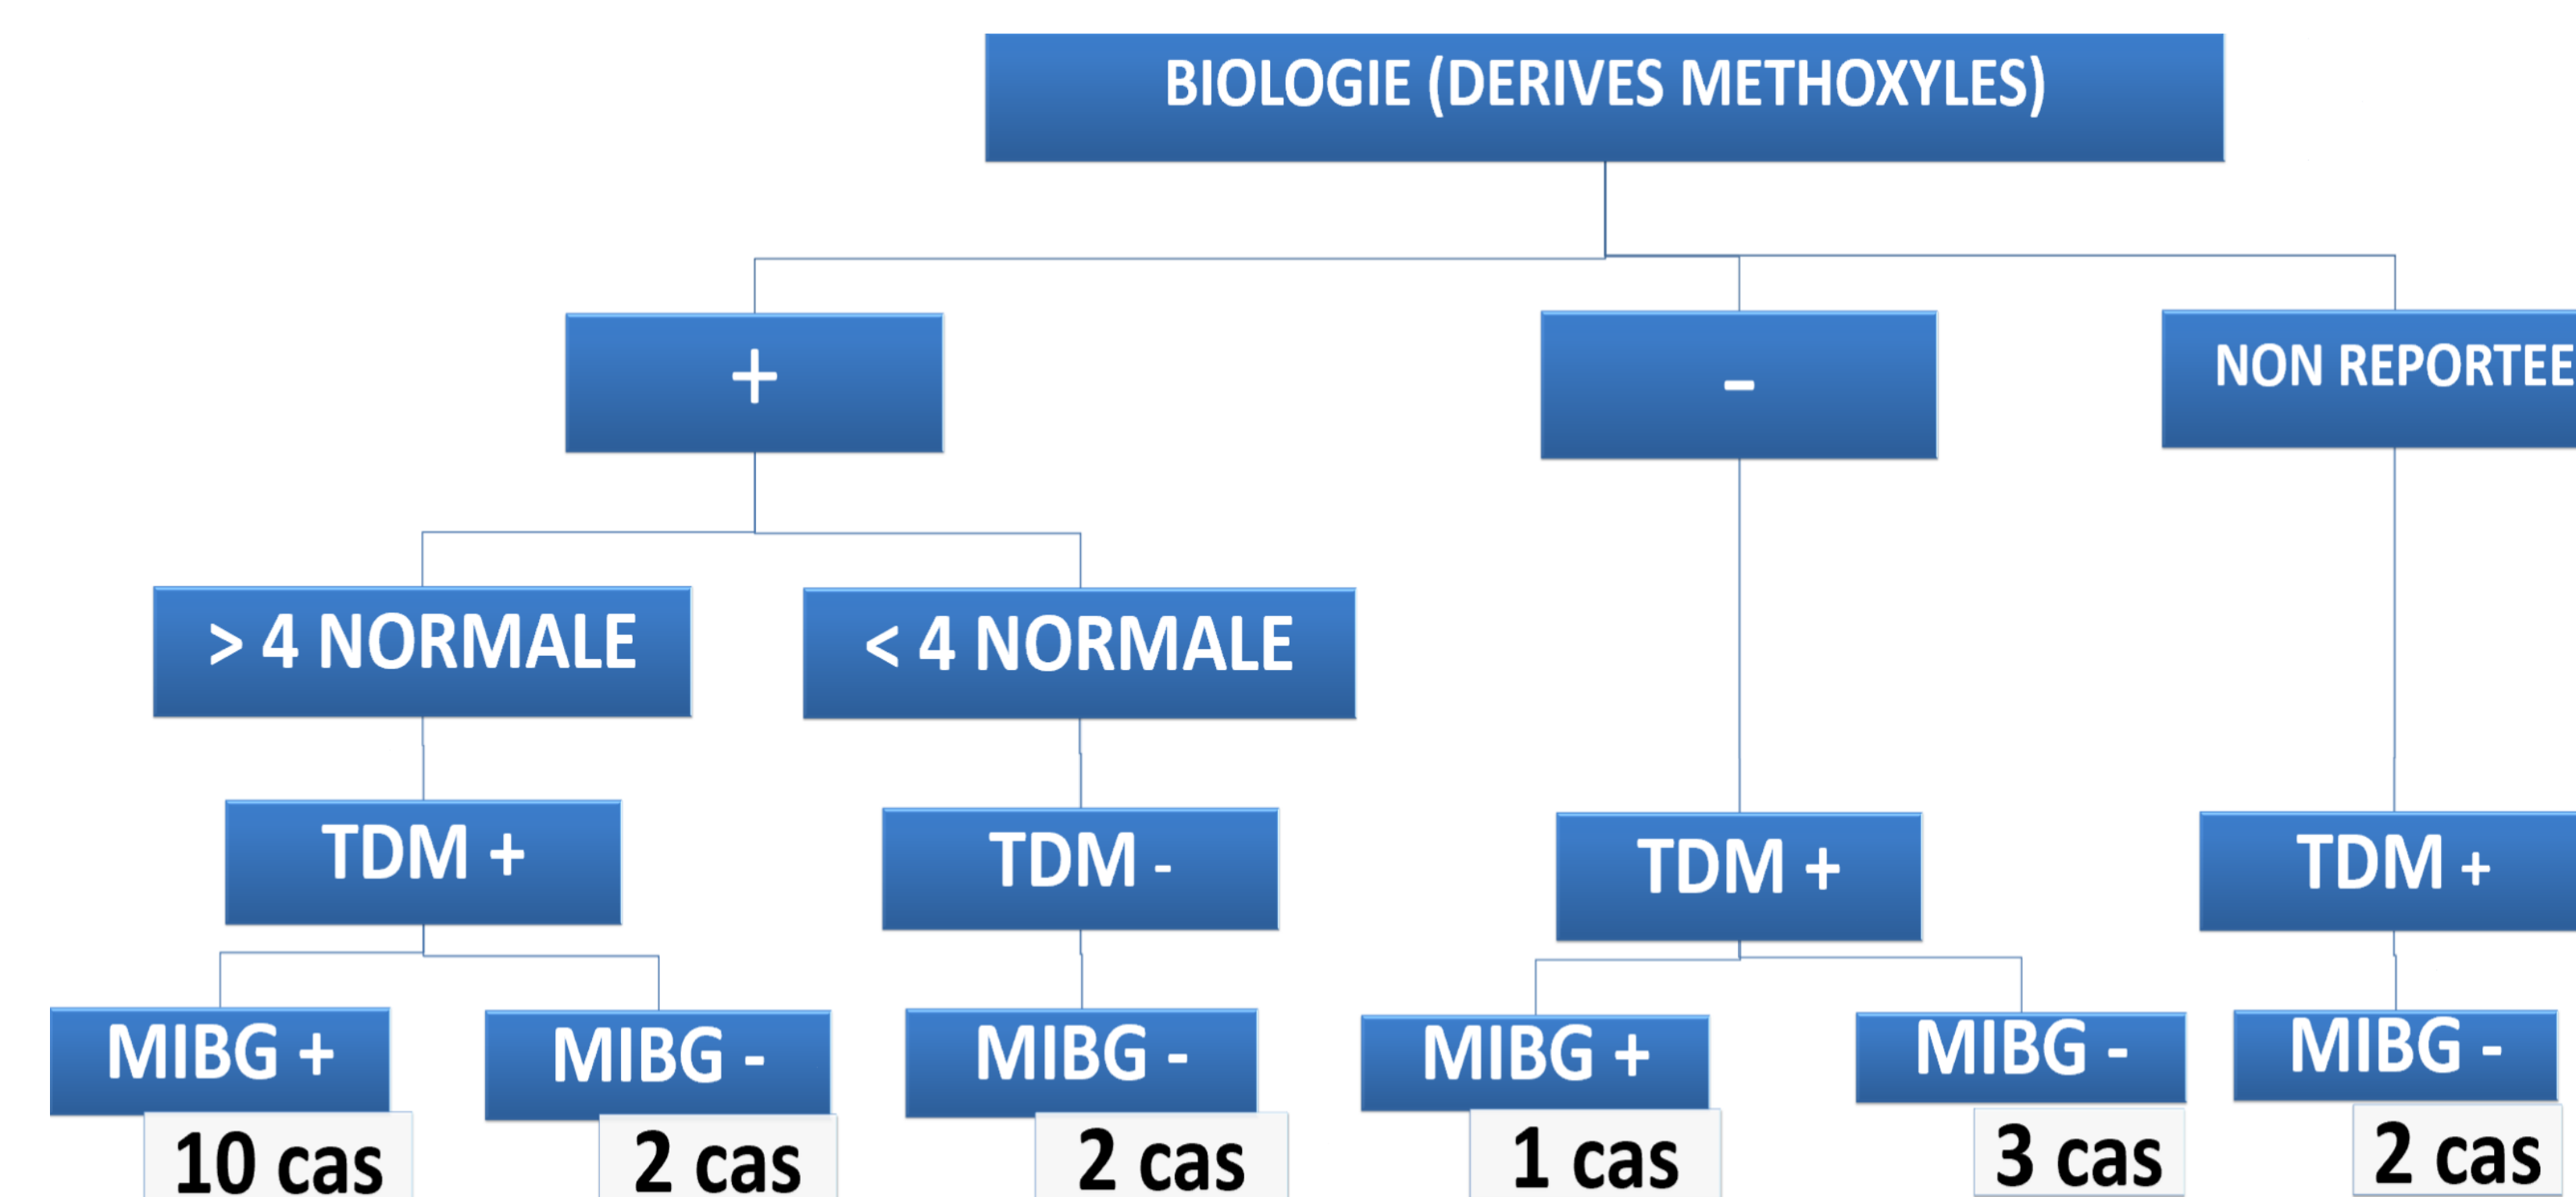 BIOLOGIE (DERIVES METHOXYLES)
+
-
NON REPORTEE
> 4 NORMALE
< 4 NORMALE
TDM +
TDM -
TDM +
TDM +
MIBG +
MIBG -
MIBG -
MIBG +
MIBG -
MIBG -
10 cas
2 cas
2 cas
1 cas
3 cas
2 cas